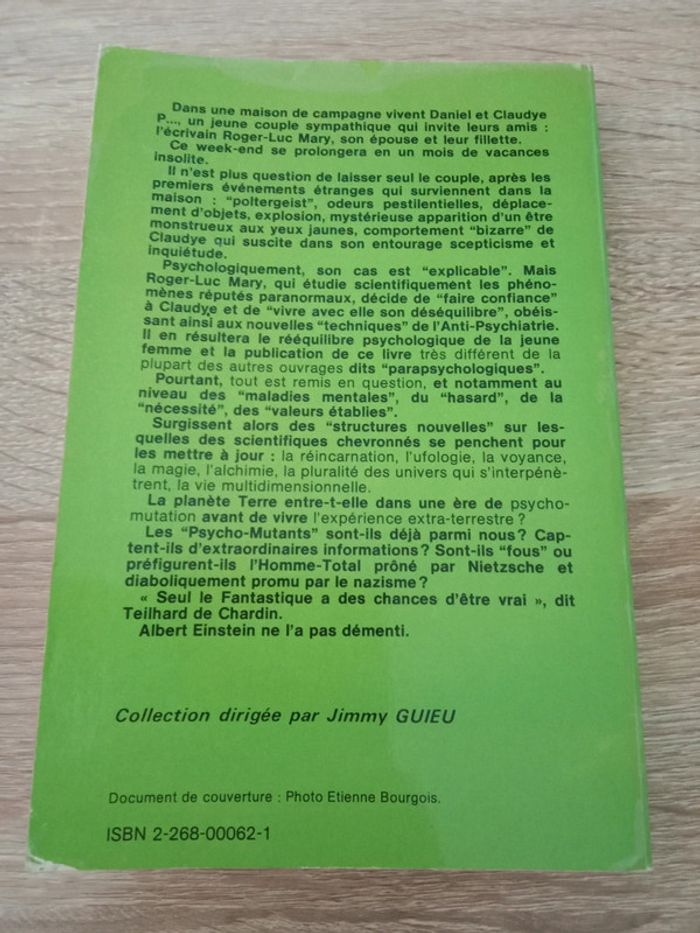 Dans une maison de campagne vivent Daniel et Claudye
P..., un jeune couple sympathique qui invite leurs amis :
l'écrivain Roger-Luc Mary, son épouse et leur fillette.
Ce week-end se prolongera en un mois de vacances
insolite.
Il n'est plus question de laisser seul le couple, après les
premiers événements étranges qui surviennent dans la
maison : "poltergeist", odeurs pestilentielles, déplace-
ment d'objets, explosion, mystérieuse apparition d'un être
monstrueux aux yeux jaunes, comportement "bizarre" de
Claudye qui suscite dans son entourage scepticisme et
inquiétude.
Psychologiquement, son cas est "explicable". Mais
Roger-Luc Mary, qui étudie scientifiquement les phéno-
mènes réputés paranormaux, décide de "faire confiance"
à Claudye et de "vivre avec elle son déséquilibre", obéis-
sant ainsi aux nouvelles "techniques" de l'Anti-Psychiatrie.
Il en résultera le rééquilibre psychologique de la jeune
femme et la publication de ce livre très différent de la
plupart des autres ouvrages dits "parapsychologiques".
Pourtant, tout est remis en question, et notamment au
niveau des "maladies mentales", du "hasard", de la
"nécessité", des "valeurs établies".
Surgissent alors des "structures nouvelles" sur les-
quelles des scientifiques chevronnés se penchent pour
les mettre à jour : la réincarnation, l'ufologie, la voyance,
la magie, l'alchimie, la pluralité des univers qui s'interpéné-
trent, la vie multidimensionnelle.
La planète Terre entre-t-elle dans une ère de psycho-
mutation avant de vivre l'expérience extra-terrestre ?
Les "Psycho-Mutants" sont-ils déjà parmi nous ? Cap-
tent-ils d'extraordinaires informations ? Sont-ils "fous" ou
préfigurent-ils l'Homme-Total prôné par Nietzsche et
diaboliquement promu par le nazisme ?
« Seul le Fantastique a des chances d'être vrai », dit
Teilhard de Chardin.
Albert Einstein ne l'a pas démenti.
Collection dirigée par Jimmy GUIEU
Document de couverture : Photo Etienne Bourgois.
ISBN 2-268-00062-1